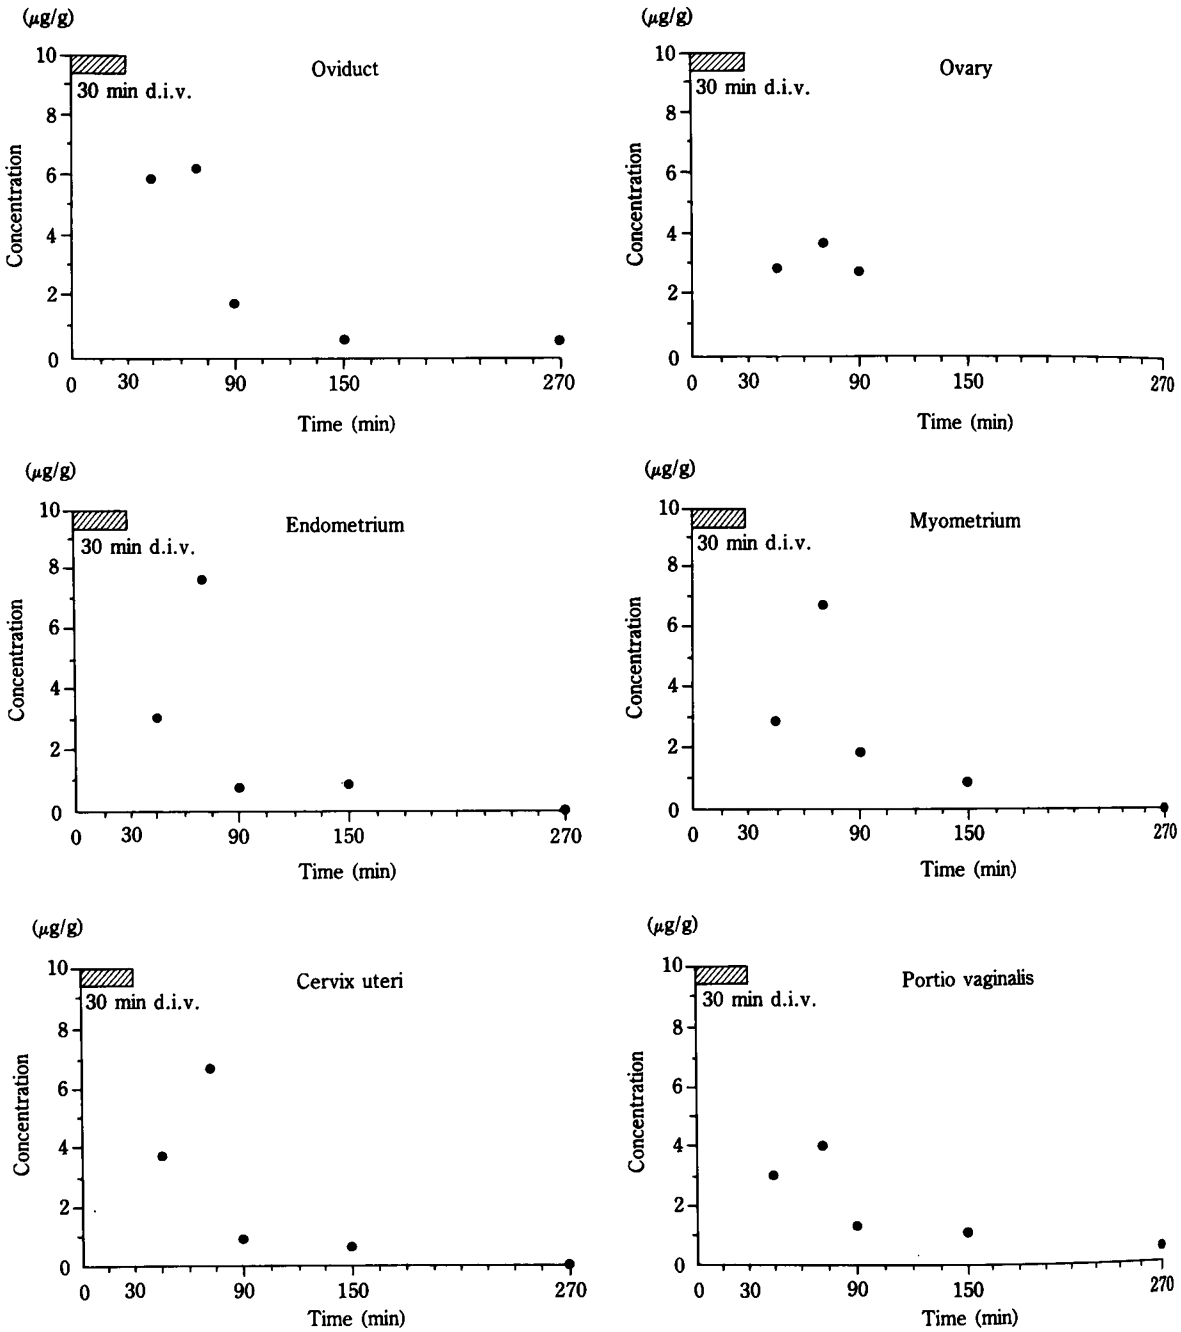 (μg/g)
10
8
6
4
2
0
Concentration
30 min d.i.v.
Oviduct
0 30 90 150 270
Time (min)
(μg/g)
10
8
6
4
2
0
Concentration
30 min d.i.v.
Ovary
0 30 90 150 270
Time (min)
(μg/g)
10
8
6
4
2
0
Concentration
30 min d.i.v.
Endometrium
0 30 90 150 270
Time (min)
(μg/g)
10
8
6
4
2
0
Concentration
30 min d.i.v.
Myometrium
0 30 90 150 270
Time (min)
(μg/g)
10
8
6
4
2
0
Concentration
30 min d.i.v.
Cervix uteri
0 30 90 150 270
Time (min)
(μg/g)
10
8
6
4
2
0
Concentration
30 min d.i.v.
Portio vaginalis
0 30 90 150 270
Time (min)